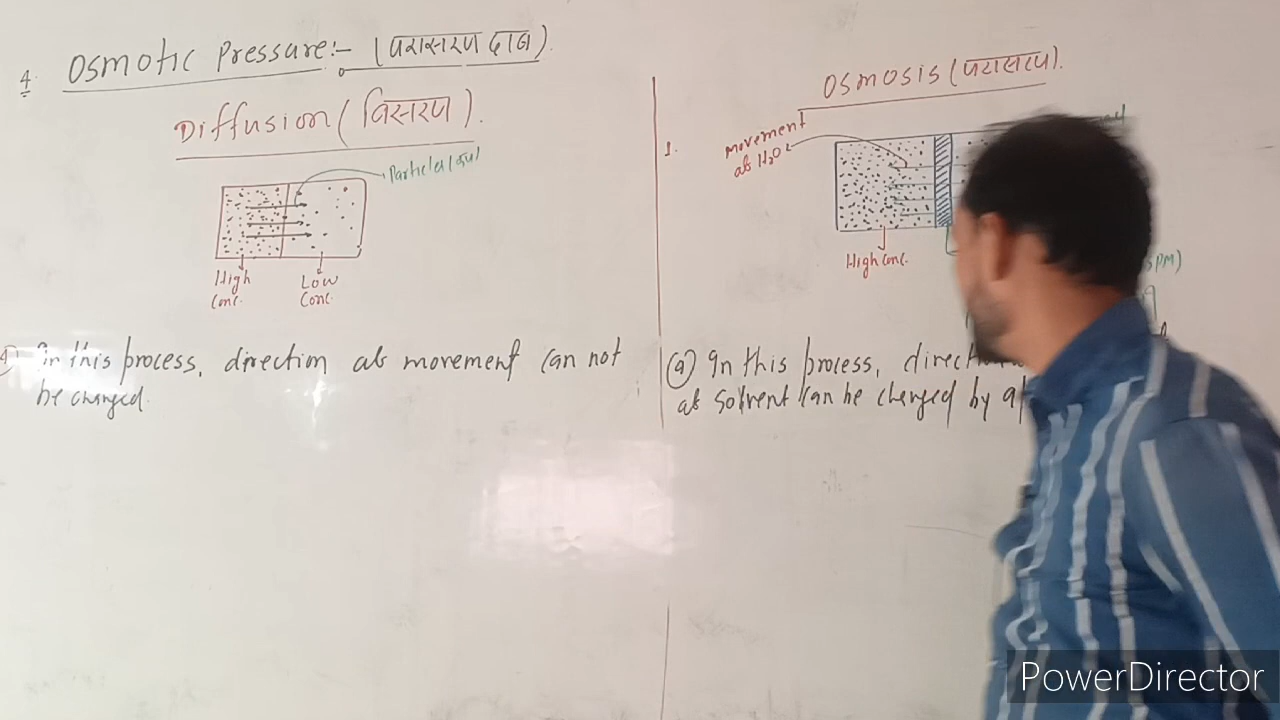 4. Osmotic Pressure:- (परासरण दाब).
Diffusion (विसरण).
Particles (कण)
High
Conc.
Low
Conc.
In this process, direction of movement can not
be changed.
Osmosis (परासरण).
1.
movement
of H₂O
High Conc.
SPM)
(a) In this process, direct
of solvent can be changed by
PowerDirector